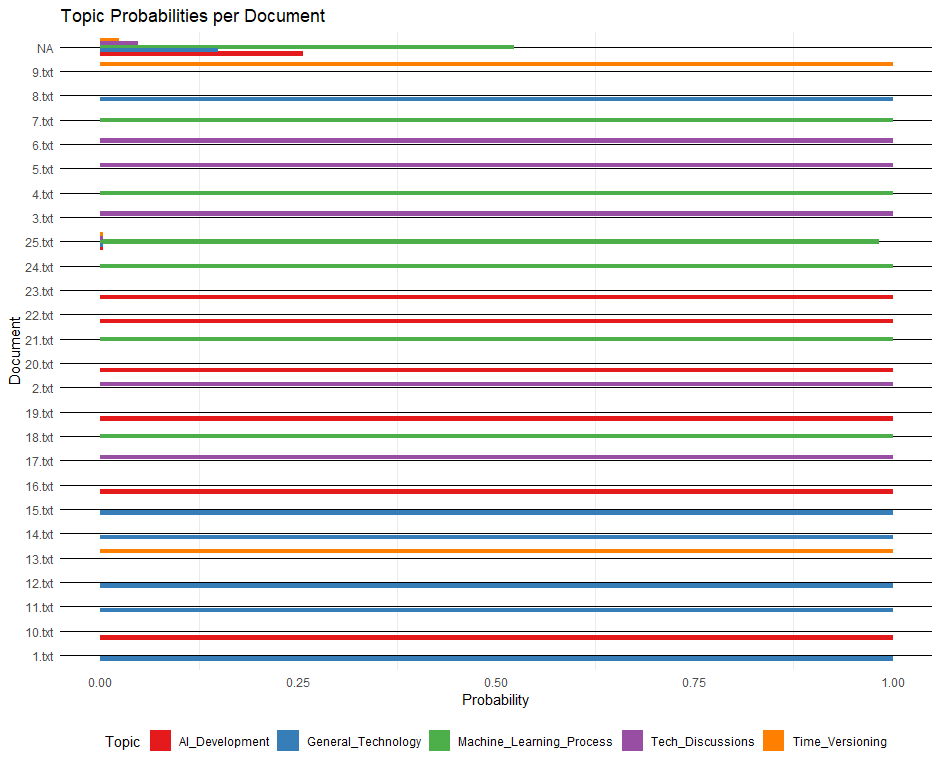 Topic Probabilities per Document
NA
9.txt
8.txt
7.txt
6.txt
5.txt
4.txt
3.txt
25.txt
24.txt
23.txt
22.txt
21.txt
20.txt
2.txt
19.txt
18.txt
17.txt
16.txt
15.txt
14.txt
13.txt
12.txt
11.txt
10.txt
1.txt
Document
0.00 0.25 0.50 0.75 1.00
Probability
Topic AI_Development General_Technology Machine_Learning_Process Tech_Discussions Time_Versioning